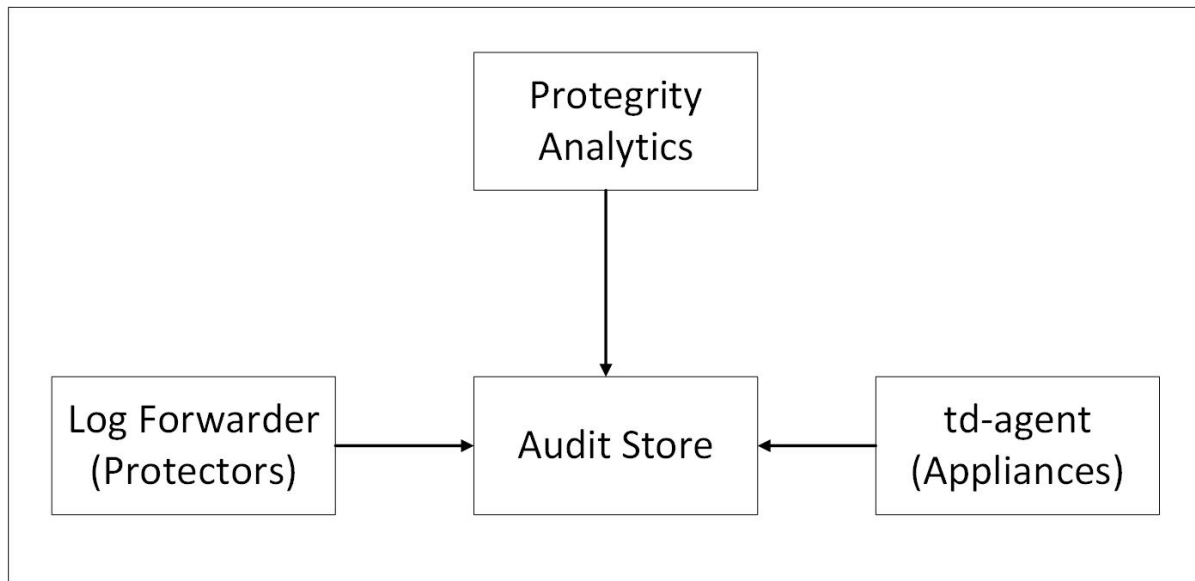 Protegrity
Analytics
Log Forwarder
(Protectors)
Audit Store
td-agent
(Appliances)